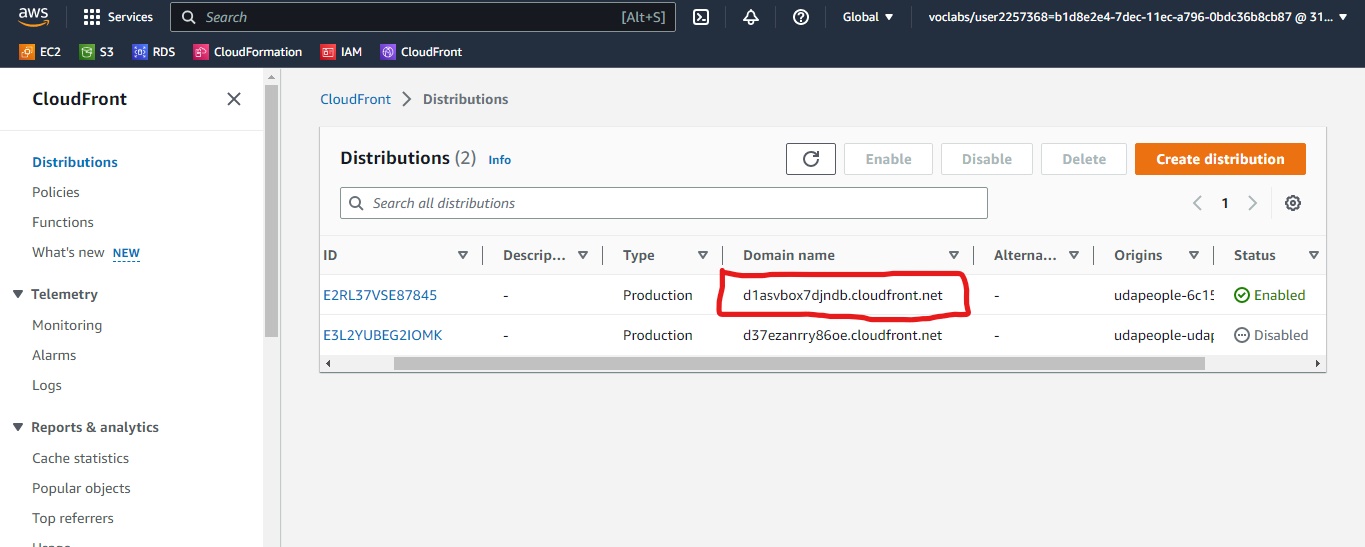 aws Services Search [Alt+S] Global voclabs/user2257368=b1d8e2e4-7dec-11ec-a796-0bdc36b8cb87 @ 31...
EC2 S3 RDS CloudFormation IAM CloudFront
CloudFront
Distributions
Policies
Functions
What's new NEW
Telemetry
Monitoring
Alarms
Logs
Reports & analytics
Cache statistics
Popular objects
Top referrers
Usage
CloudFront > Distributions
Distributions (2) Info Enable Disable Delete Create distribution
Search all distributions 1
ID Descrip... Type Domain name Alterna... Origins Status
E2RL37VSE87845 - Production d1asvbox7djndb.cloudfront.net - udapeople-6c15 Enabled
E3L2YUBEG2IOMK - Production d37ezanrry86oe.cloudfront.net - udapeople-udap Disabled